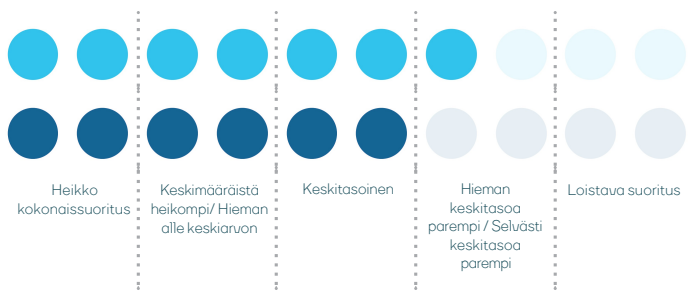 Heikko
kokonaissuoritus
Keskimääräistä
heikompi/ Hieman
alle keskiarvon
Keskitasoinen
Hieman
keskitasoa
parempi / Selvästi
keskitasoa
parempi
Loistava suoritus